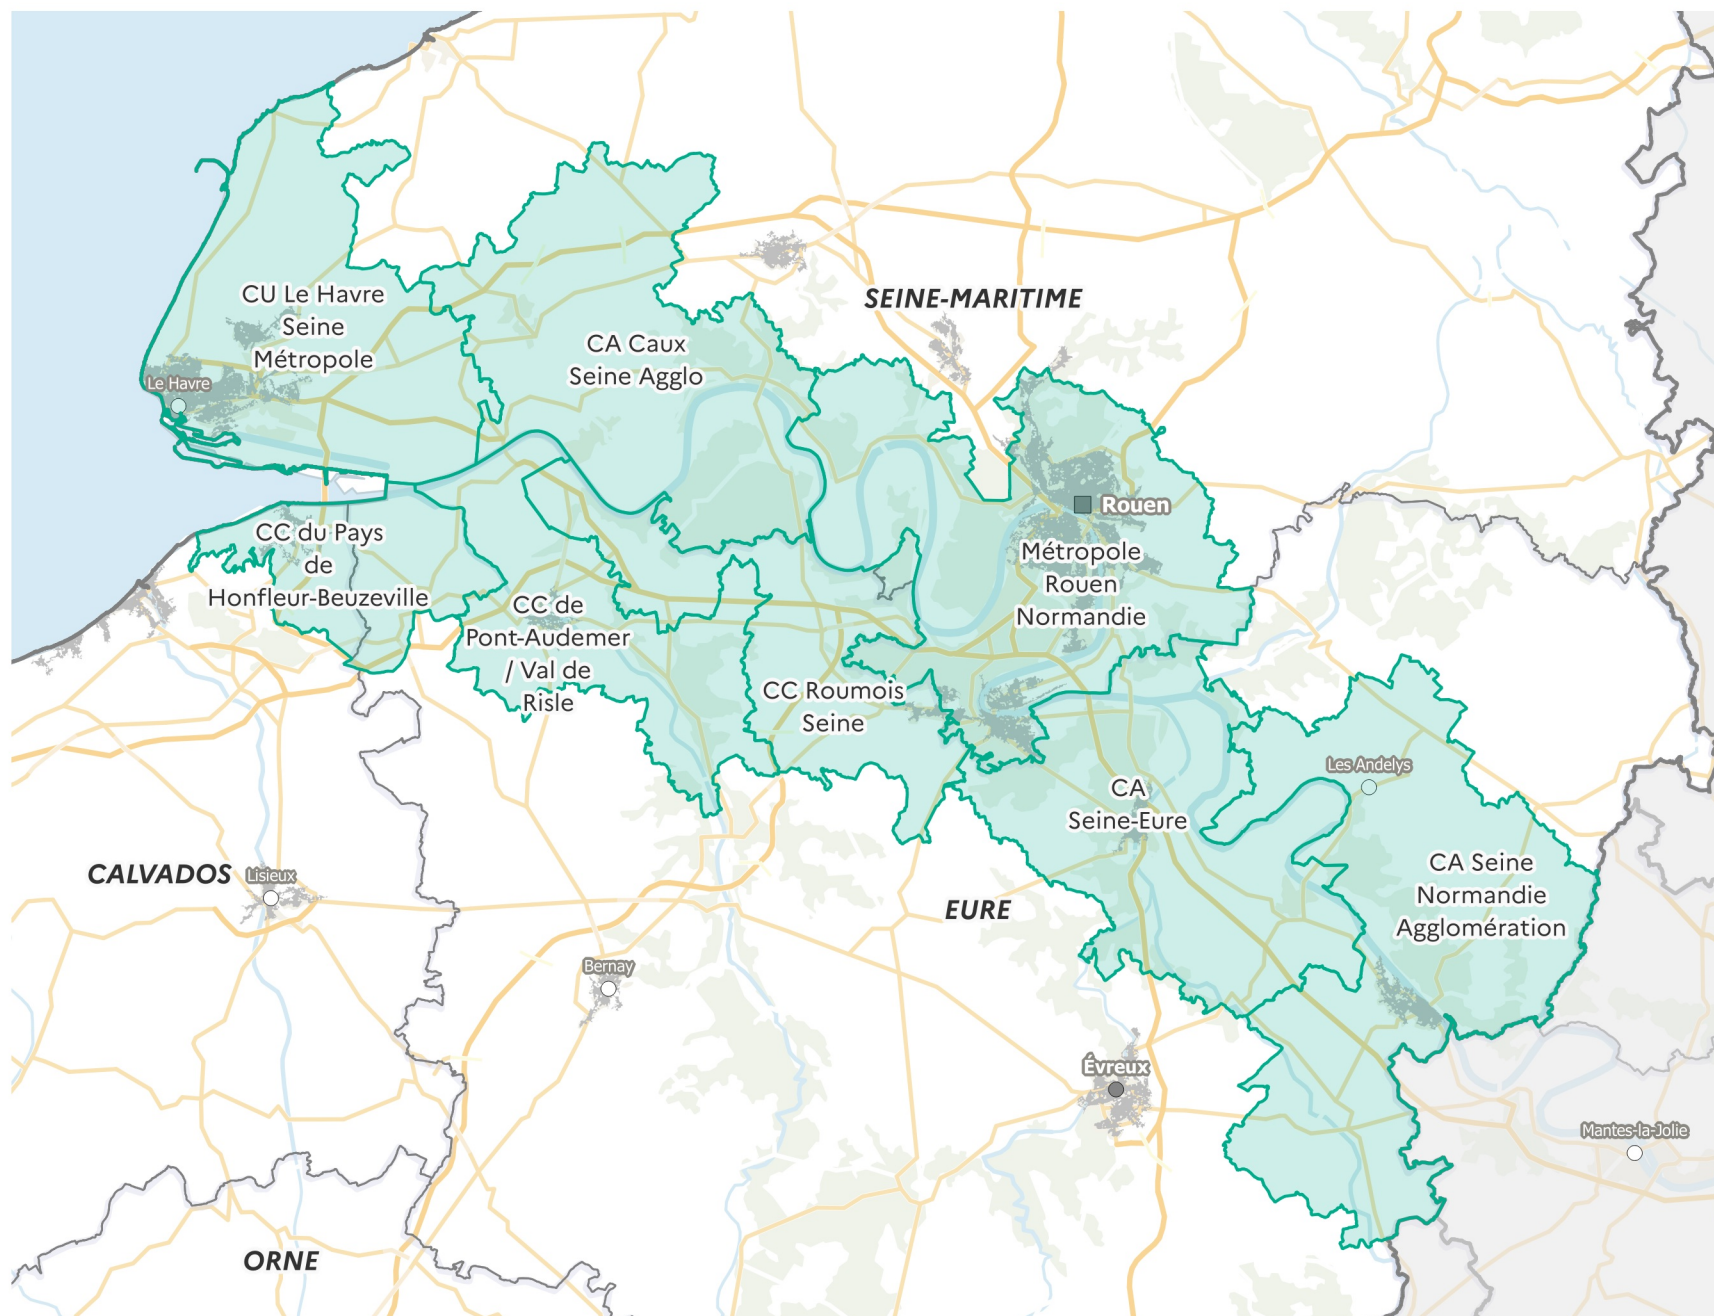 SEINE-MARITIME
CU Le Havre
Seine
Métropole
CA Caux
Seine Agglo
Le Havre
Rouen
CC du Pays
de
Honfleur-Beuzeville
Métropole
Rouen
Normandie
CC de
Pont-Audemer
/ Val de
Risle
CC Roumois
Seine
Les Andelys
CA
Seine-Eure
CALVADOS
Lisieux
CA Seine
Normandie
Agglomération
EURE
Bernay
Évreux
Mantes-la-Jolie
ORNE